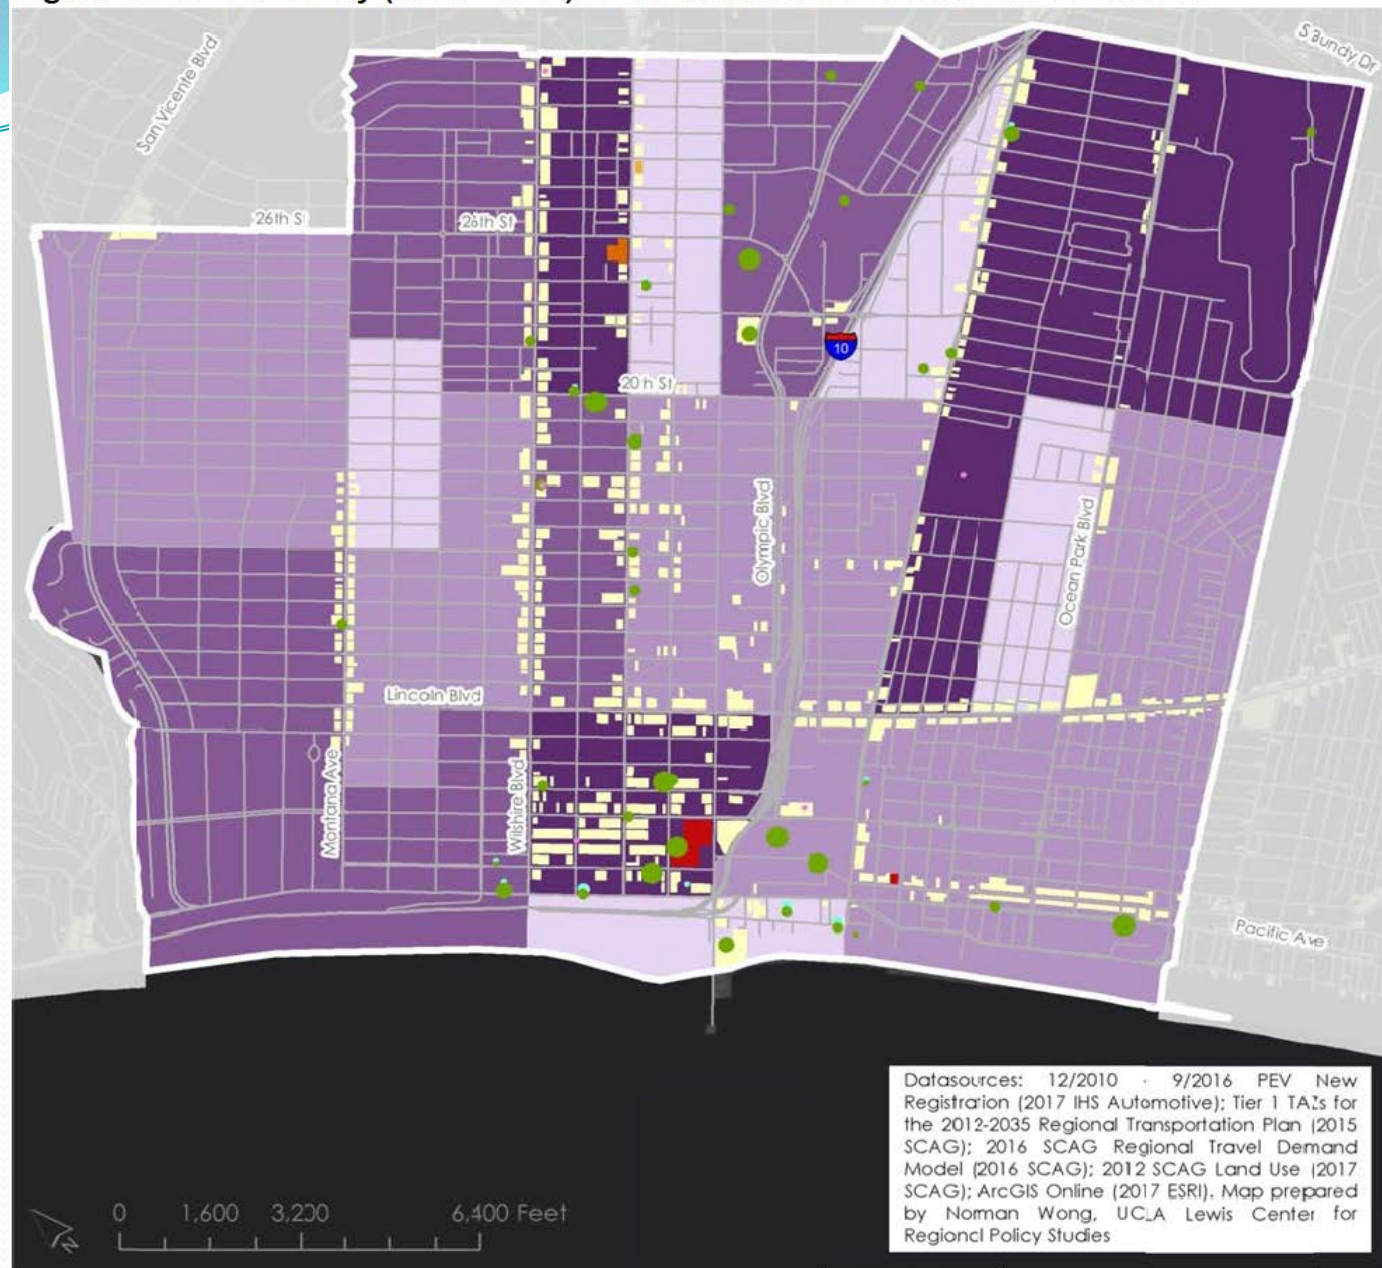 S Bundy Dr
San Vicente Blvd
26th S
26th St
10
20 h St
Olympic Blvd
Ocean Park Blvd
Lincoln Blvd
Montana Ave
Wilshire Blvd
Pacific Ave
Datasources: 12/2010 - 9/2016 PEV New
Registration (2017 IHS Automotive); Tier 1 TAZs for
the 2012-2035 Regional Transportation Plan (2015
SCAG); 2016 SCAG Regional Travel Demand
Model (2016 SCAG); 2012 SCAG Land Use (2017
SCAG); ArcGIS Online (2017 ESRI). Map prepared
by Norman Wong, UCLA Lewis Center for
Regional Policy Studies
0 1,600 3,200 6,400 Feet
N